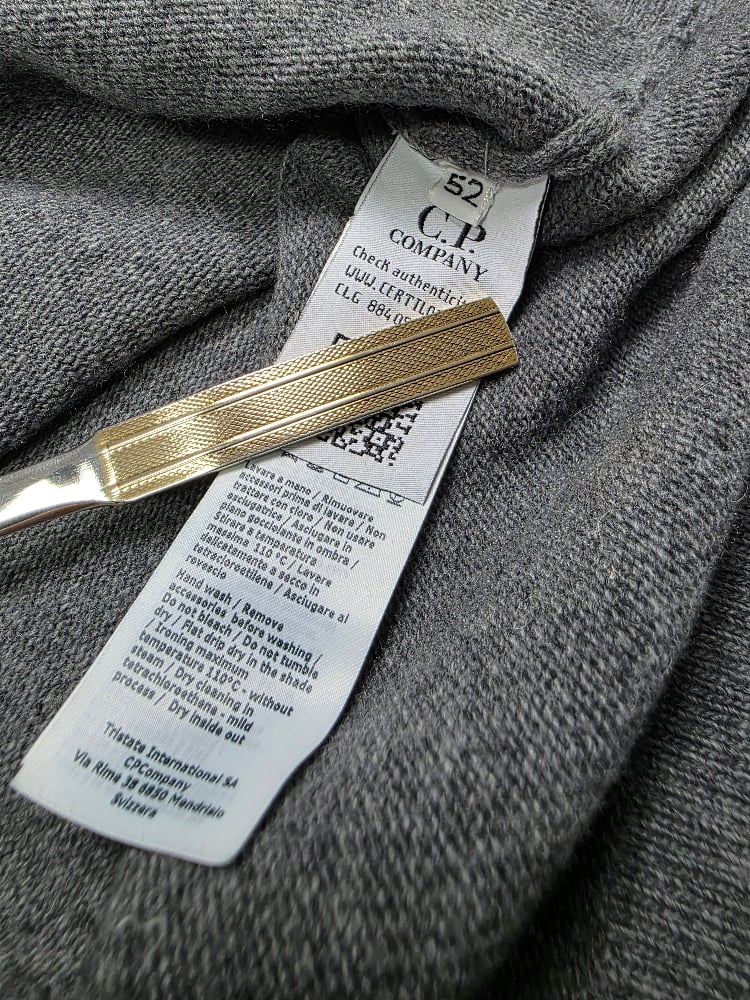 52
C.P.
COMPANY
Check
CLG
Lavare a mano / Rimuovere
accessori prima di lavare / Non
trattare con cloro / Non usare
asciugatrice / Asciugare in
piano gocciolante in ombra /
Stirare a temperatura
massima 110°C / Lavare
delicatamente a secco in
tetracloroetilene / Asciugare al
rovescio
Hand wash / Remove
accessories before washing /
Do not bleach / Do not tumble
dry / Flat drip dry in the shade
/ Ironing maximum
temperature 110°C - without
steam / Dry cleaning in
tetrachloroethene - mild
process / Dry inside out
Tristate International SA
CPCompany
Via Rime 38 6850 Mendrisio
Svizzera